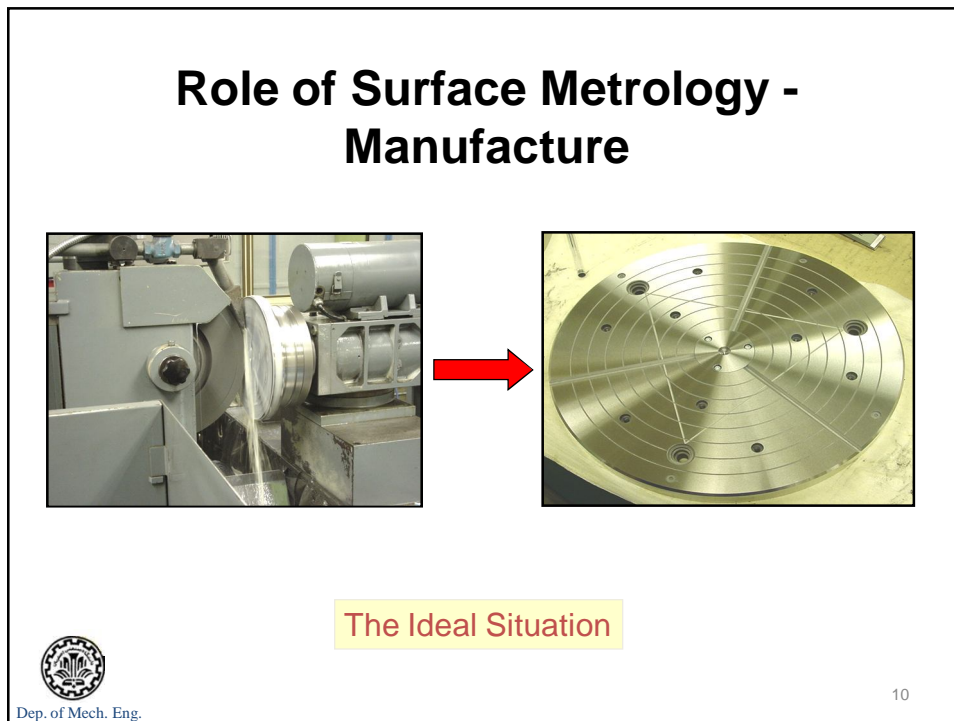 Role of Surface Metrology -
Manufacture
The Ideal Situation
Dep. of Mech. Eng.
10